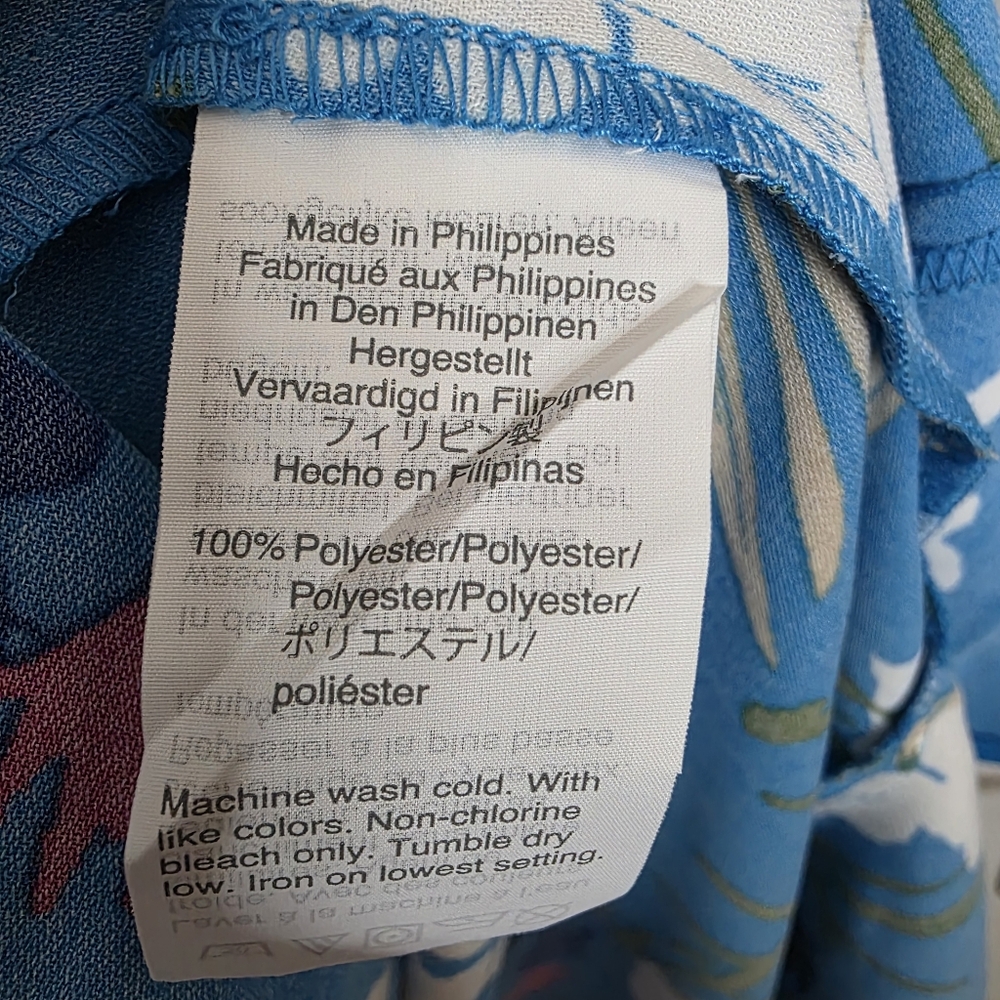 Made in Philippines
Fabriqué aux Philippines
in Den Philippinen
Hergestellt
Vervaardigd in Filipijnen
フィリピン製
Hecho en Filipinas
100% Polyester/Polyester/
Polyester/Polyester/
ポリエステル/
poliéster
Machine wash cold. With
like colors. Non-chlorine
bleach only. Tumble dry
low. Iron on lowest setting.